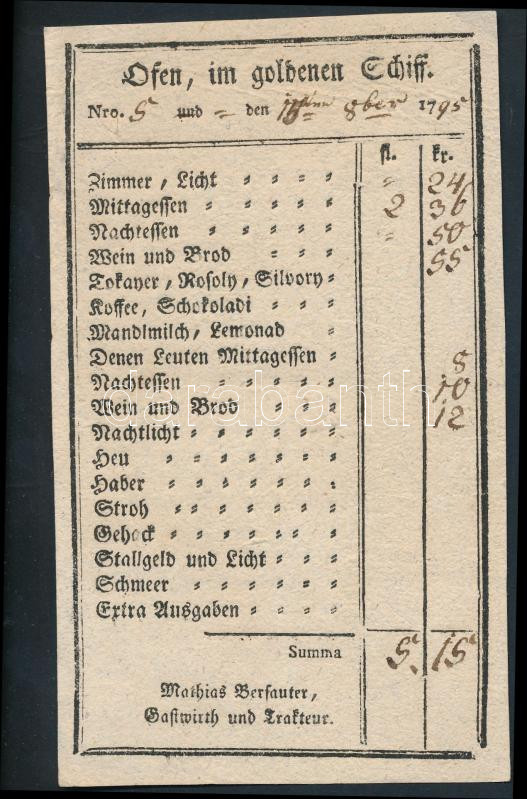 Ofen, im goldenen Schiff.
Nro. 5 und = den 8ber 1795
fl. kr.
Zimmer, Licht = = = = = 24
Mittagessen = = = = = 2 36
Nachtessen = = = = = = 50
Wein und Brod = = = 55
Tokayer, Rosoly, Silvory=
Koffee, Schokoladi = = =
Mandlmilch, Lemonad =
Denen Leuten Mittagessen = 8
Nachtessen = = = = = 10
Wein und Brod = = = 12
Nachtlicht = = = = = =
Heu = = = = = = =
Haber = = = = = =
Stroh = = = = = = =
Gehack = = = = = =
Stallgeld und Licht = = =
Schmeer = = = = = =
Extra Ausgaben = = = =
Summa 5. 15
Mathias Bersauter,
Gastwirth und Trakteur.
darabanth